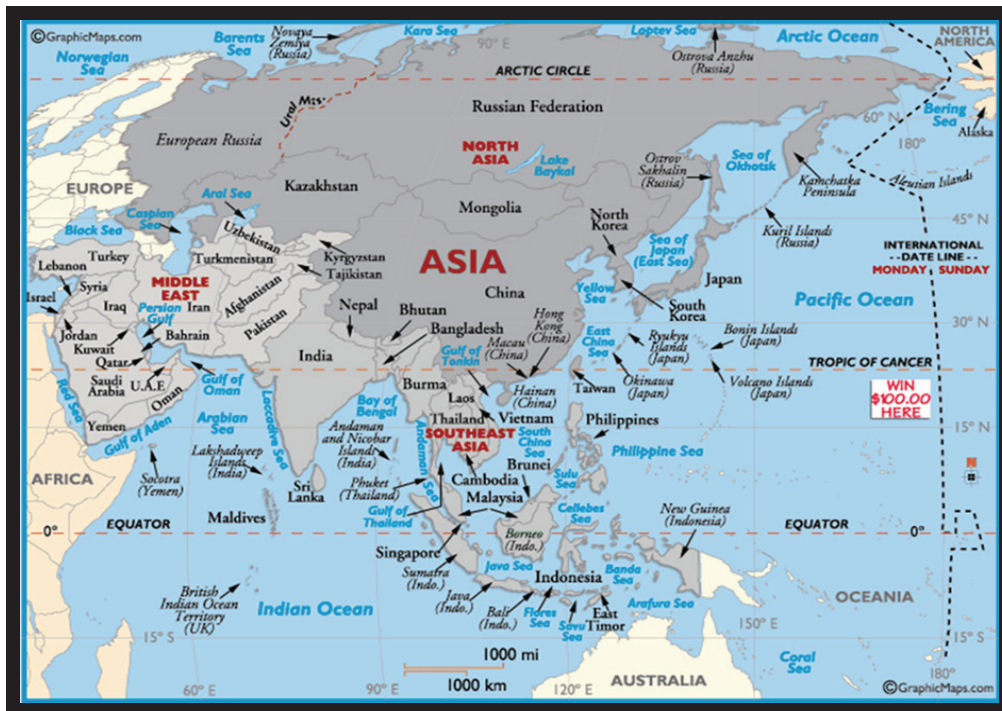 ©GraphicMaps.com
Norwegian
Sea
Barents
Sea
Novaya
Zemlya
(Russia)
Kara Sea
90° E
Laptev Sea
Ostrova Anzhu
(Russia)
Arctic Ocean
NORTH
AMERICA
ARCTIC CIRCLE
Ural Mts.
Russian Federation
European Russia
NORTH
ASIA
Lake
Baykal
60° N
Bering
Sea
Alaska
180°
Aleutian Islands
Sea of
Okhotsk
Ostrov
Sakhalin
(Russia)
Kamchatka
Peninsula
EUROPE
Aral Sea
Kazakhstan
Mongolia
North
Korea
Kuril Islands
(Russia)
45° N
Caspian
Sea
Black Sea
Uzbekistan
Turkmenistan
Kyrgyzstan
Tajikistan
ASIA
Sea of
Japan
(East Sea)
Japan
INTERNATIONAL
--DATE LINE--
MONDAY
SUNDAY
Turkey
Lebanon
Syria
Israel
Iraq
MIDDLE
EAST
Iran
Persian
Gulf
Afghanistan
Pakistan
Nepal
Bhutan
China
Yellow
Sea
South
Korea
Pacific Ocean
Jordan
Kuwait
Bahrain
Qatar
Bangladesh
Hong
Kong
(China)
Macau
(China)
East
China
Sea
Ryukyu
Islands
(Japan)
Bonin Islands
(Japan)
30° N
India
Gulf of
Tonkin
Saudi
Arabia
U.A.E
Oman
Gulf of
Oman
Red Sea
Burma
Laos
Hainan
(China)
Taiwan
Okinawa
(Japan)
Volcano Islands
(Japan)
TROPIC OF CANCER
WIN
$100.00
HERE
Yemen
Gulf of Aden
Arabian
Sea
Laccadive Sea
Bay of
Bengal
Thailand
Vietnam
Philippines
15° N
SOUTHEAST
ASIA
South
China
Sea
Philippine Sea
Lakshadweep
Islands
(India)
Andaman
and Nicobar
Islands
(India)
Andaman Sea
AFRICA
Socotra
(Yemen)
Sri
Lanka
Phuket
(Thailand)
Cambodia
Brunei
Malaysia
Sulu
Sea
N
Maldives
Gulf of
Thailand
Celebes
Sea
New Guinea
(Indonesia)
0°
EQUATOR
EQUATOR
0°
Singapore
Borneo
(Indo.)
Sumatra
(Indo.)
Java Sea
Indonesia
Banda
Sea
British
Indian Ocean
Territory
(UK)
Indian Ocean
Java
(Indo.)
Bali
(Indo.)
Flores
Sea
Savu
Sea
East
Timor
Arafura Sea
OCEANIA
15° S
150° E
15° S
1000 mi
1000 km
Coral
Sea
60° E
90° E
120° E
AUSTRALIA
180°
©GraphicMaps.com